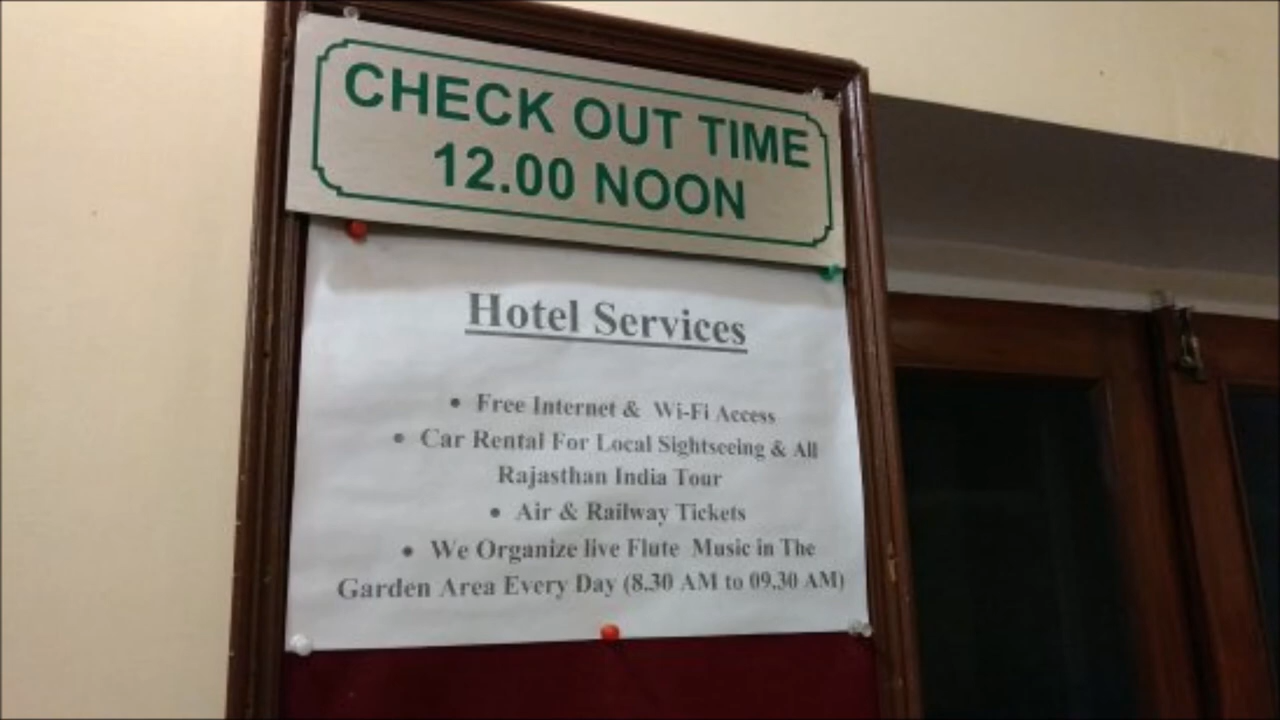 CHECK OUT TIME
12.00 NOON
Hotel Services
• Free Internet & Wi-Fi Access
• Car Rental For Local Sightseeing & All
Rajasthan India Tour
• Air & Railway Tickets
• We Organize live Flute Music in The
Garden Area Every Day (8.30 AM to 09.30 AM)